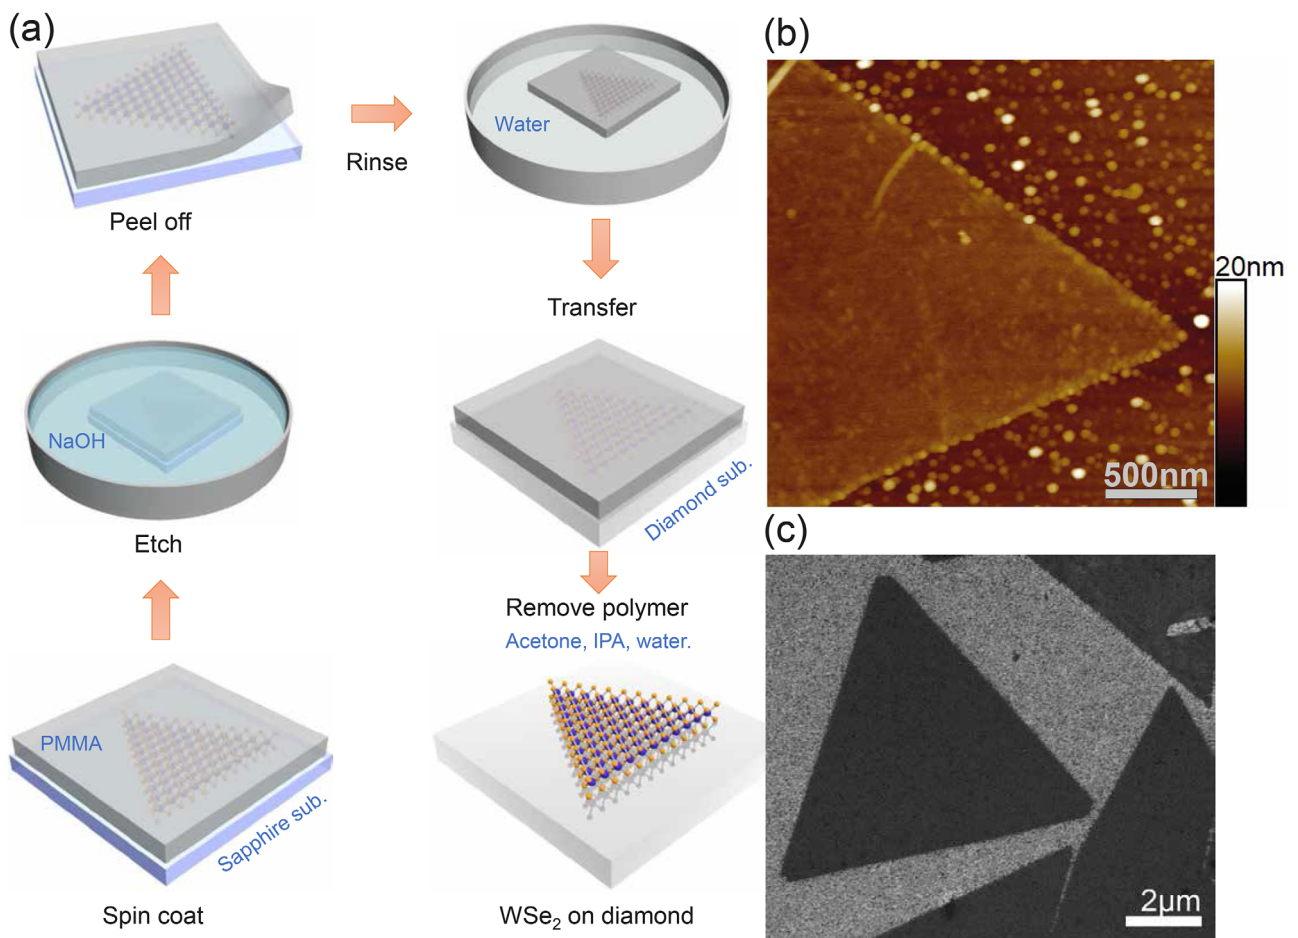 (a)
Peel off
Rinse
Water
Transfer
NaOH
Etch
Diamond sub.
Remove polymer
Acetone, IPA, water.
PMMA
Sapphire sub.
Spin coat
WSe₂ on diamond
(b)
20nm
500nm
(c)
2μm